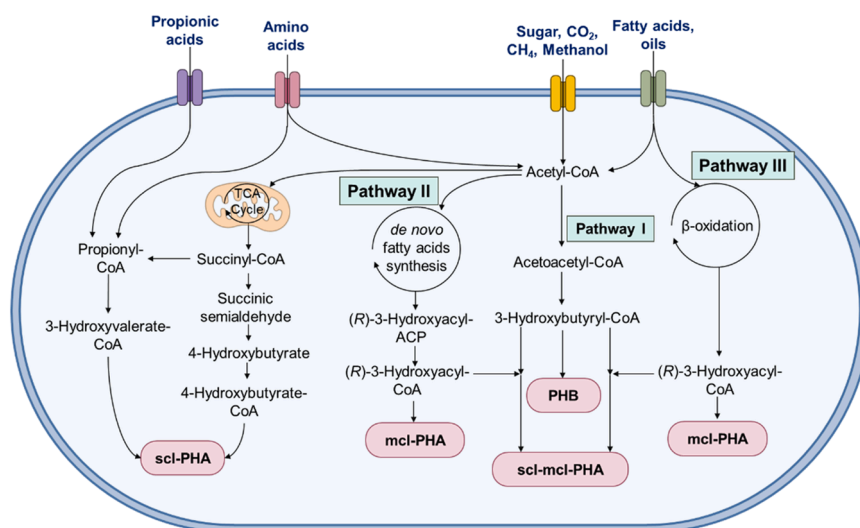 Propionic
acids
Amino
acids
Sugar, CO₂,
CH₄, Methanol
Fatty acids,
oils
Acetyl-CoA
Pathway III
Pathway II
TCA
Cycle
de novo
fatty acids
synthesis
Pathway I
β-oxidation
Propionyl-
CoA
Succinyl-CoA
Acetoacetyl-CoA
Succinic
semialdehyde
(R)-3-Hydroxyacyl-
ACP
3-Hydroxybutyryl-CoA
3-Hydroxyvalerate-
CoA
4-Hydroxybutyrate
(R)-3-Hydroxyacyl-
CoA
(R)-3-Hydroxyacyl-
CoA
4-Hydroxybutyrate-
CoA
PHB
mcl-PHA
mcl-PHA
scl-PHA
scl-mcl-PHA